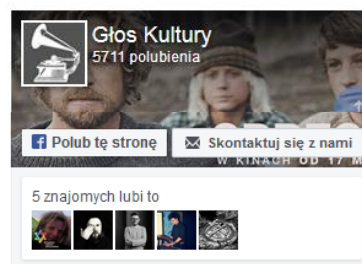 Głos Kultury
5711 polubienia
Polub tę stronę
Skontaktuj się z nami
W KINACH OD 17 M
5 znajomych lubi to